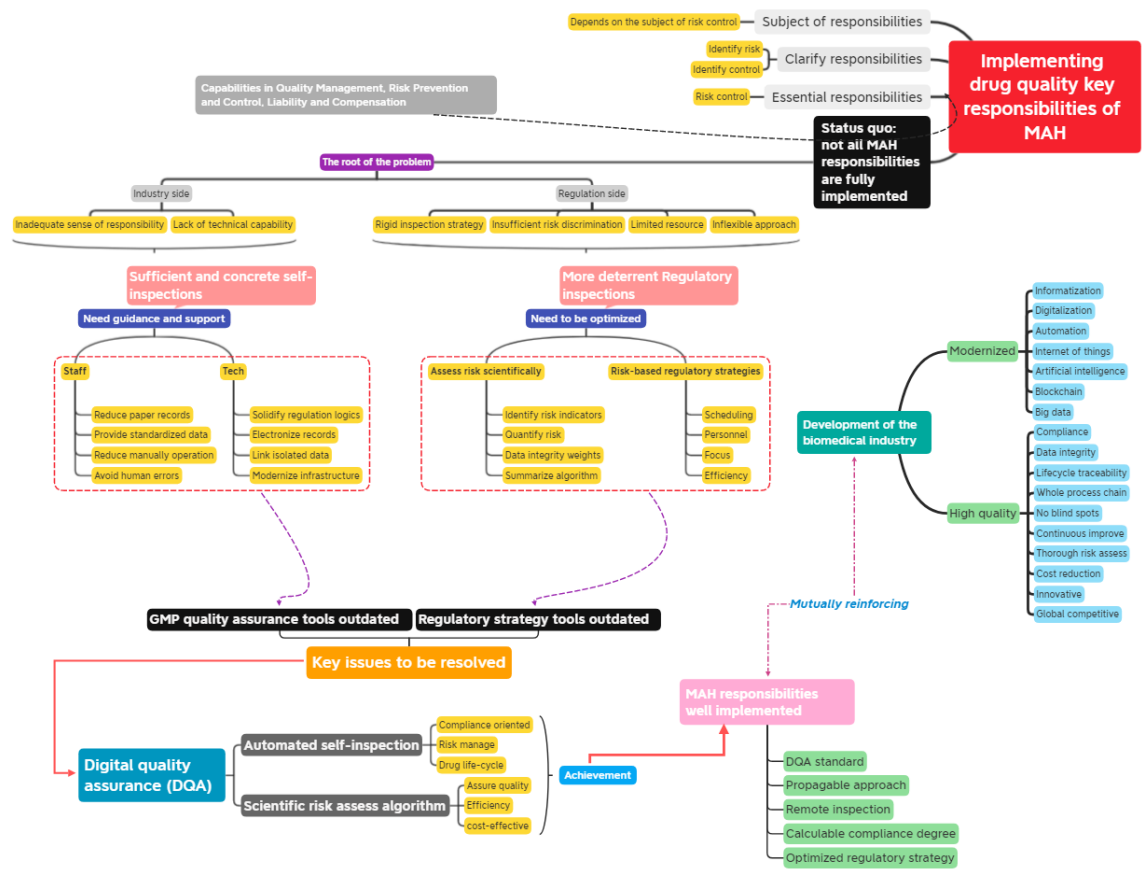 Implementing
drug quality key
responsibilities of
MAH
Subject of responsibilities
Depends on the subject of risk control
Clarify responsibilities
Identify risk
Identify control
Essential responsibilities
Risk control
Capabilities in Quality Management, Risk Prevention
and Control, Liability and Compensation
Status quo:
not all MAH
responsibilities
are fully
implemented
The root of the problem
Industry side
Inadequate sense of responsibility
Lack of technical capability
Regulation side
Rigid inspection strategy
Insufficient risk discrimination
Limited resource
Inflexible approach
Sufficient and concrete self-
inspections
Need guidance and support
Staff
Reduce paper records
Provide standardized data
Reduce manually operation
Avoid human errors
Tech
Solidify regulation logics
Electronize records
Link isolated data
Modernize infrastructure
More deterrent Regulatory
inspections
Need to be optimized
Assess risk scientifically
Identify risk indicators
Quantify risk
Data integrity weights
Summarize algorithm
Risk-based regulatory strategies
Scheduling
Personnel
Focus
Efficiency
Development of the
biomedical industry
Modernized
Informatization
Digitalization
Automation
Internet of things
Artificial intelligence
Blockchain
Big data
High quality
Compliance
Data integrity
Lifecycle traceability
Whole process chain
No blind spots
Continuous improve
Thorough risk assess
Cost reduction
Innovative
Global competitive
Mutually reinforcing
GMP quality assurance tools outdated
Regulatory strategy tools outdated
Key issues to be resolved
Digital quality
assurance (DQA)
Automated self-inspection
Compliance oriented
Risk manage
Drug life-cycle
Scientific risk assess algorithm
Assure quality
Efficiency
cost-effective
Achievement
MAH responsibilities
well implemented
DQA standard
Propagable approach
Remote inspection
Calculable compliance degree
Optimized regulatory strategy